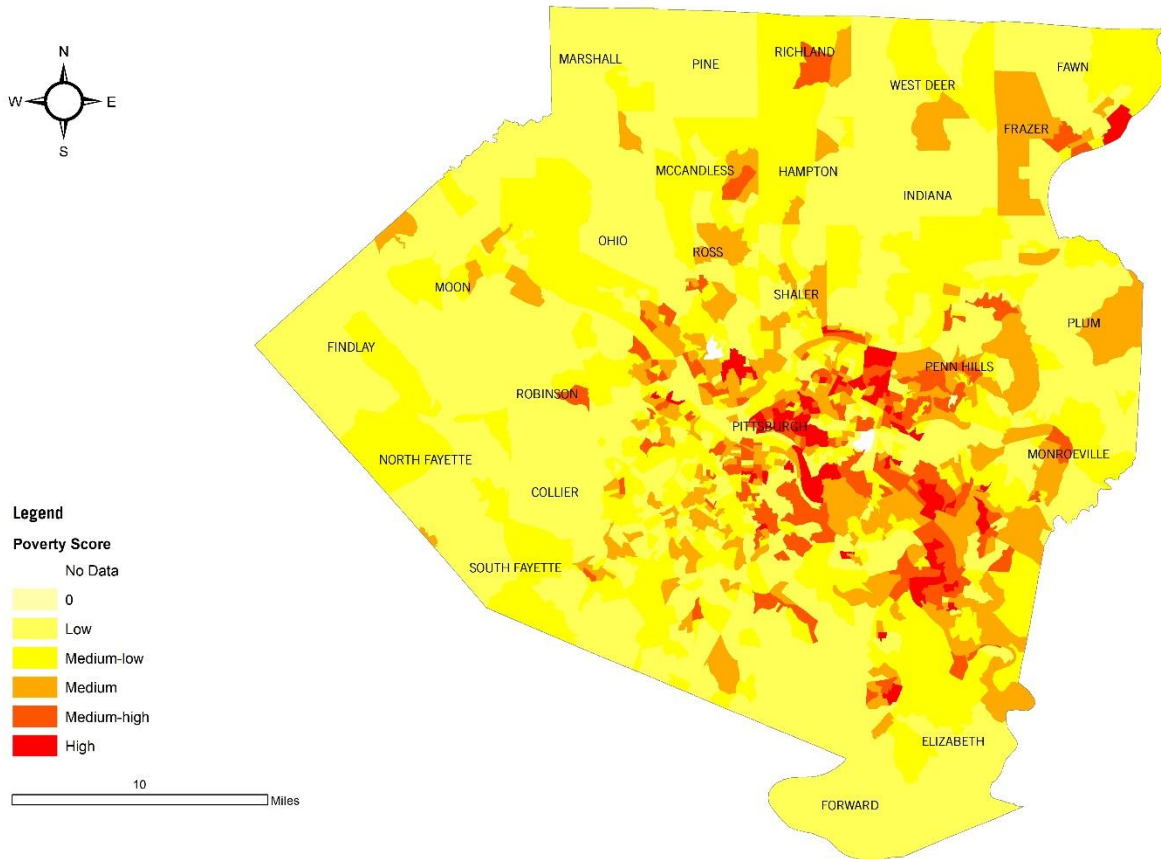 N
W E
S
MARSHALL
PINE
RICHLAND
WEST DEER
FAWN
FRAZER
MCCANDLESS
HAMPTON
INDIANA
OHIO
ROSS
MOON
SHALER
PLUM
FINDLAY
PENN HILLS
ROBINSON
PITTSBURGH
NORTH FAYETTE
MONROEVILLE
COLLIER
SOUTH FAYETTE
ELIZABETH
FORWARD
Legend
Poverty Score
No Data
0
Low
Medium-low
Medium
Medium-high
High
10
Miles